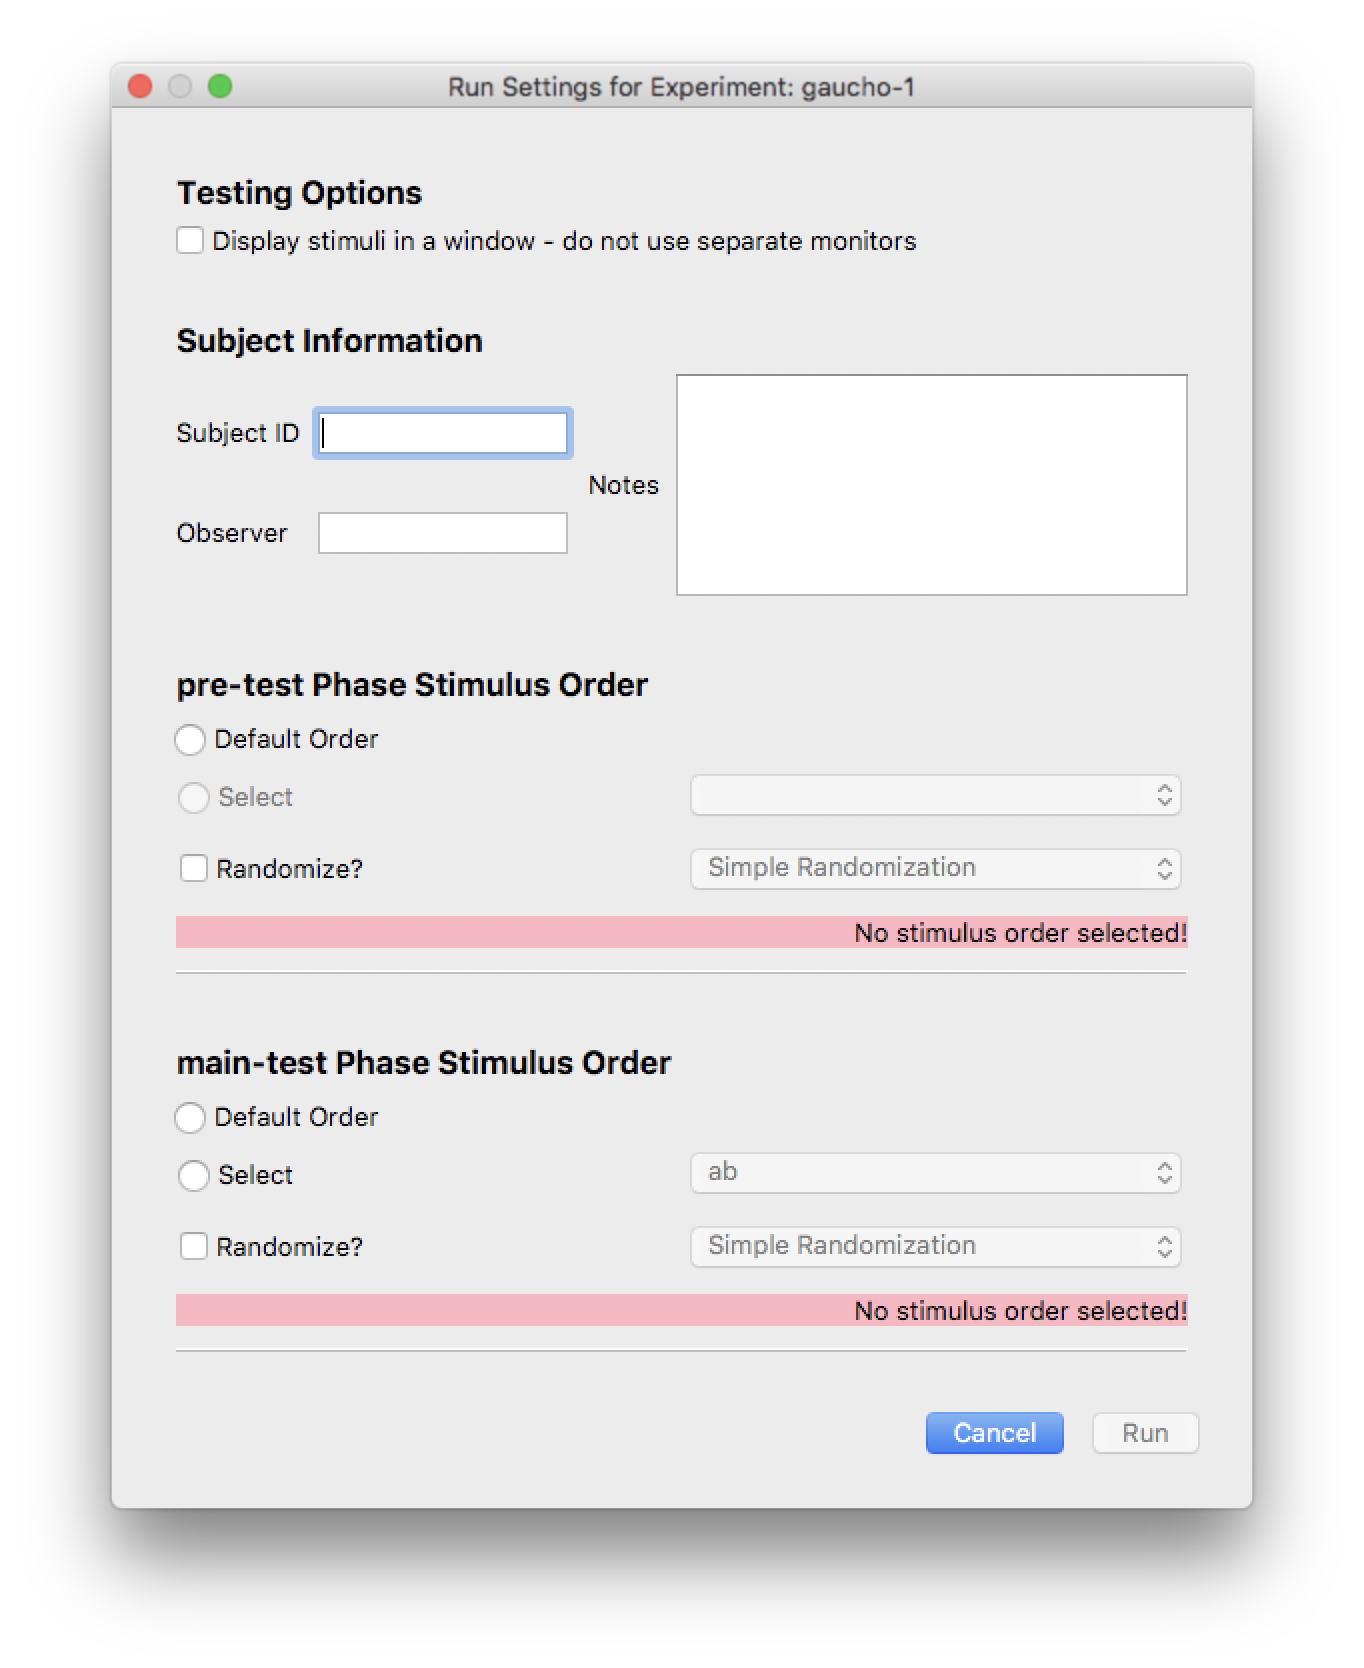 Run Settings for Experiment: gaucho-1
Testing Options
Display stimuli in a window - do not use separate monitors
Subject Information
Subject ID
Notes
Observer
pre-test Phase Stimulus Order
Default Order
Select
Randomize? Simple Randomization
No stimulus order selected!
main-test Phase Stimulus Order
Default Order
Select ab
Randomize? Simple Randomization
No stimulus order selected!
Cancel Run